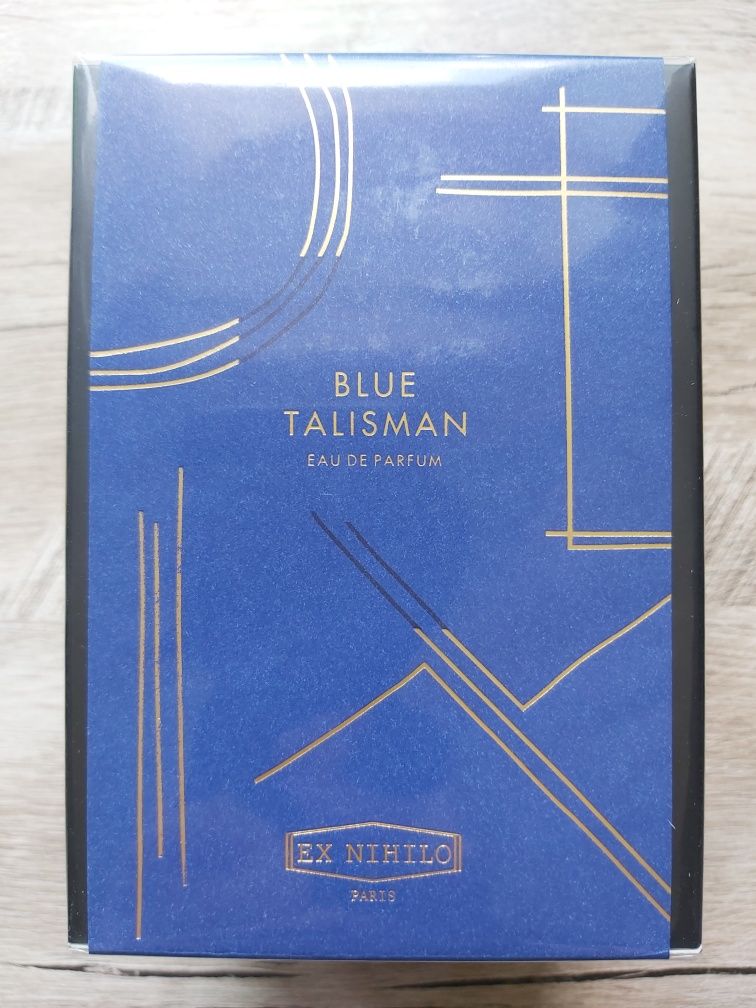 BLUE
TALISMAN
EAU DE PARFUM
EX NIHILO
PARIS